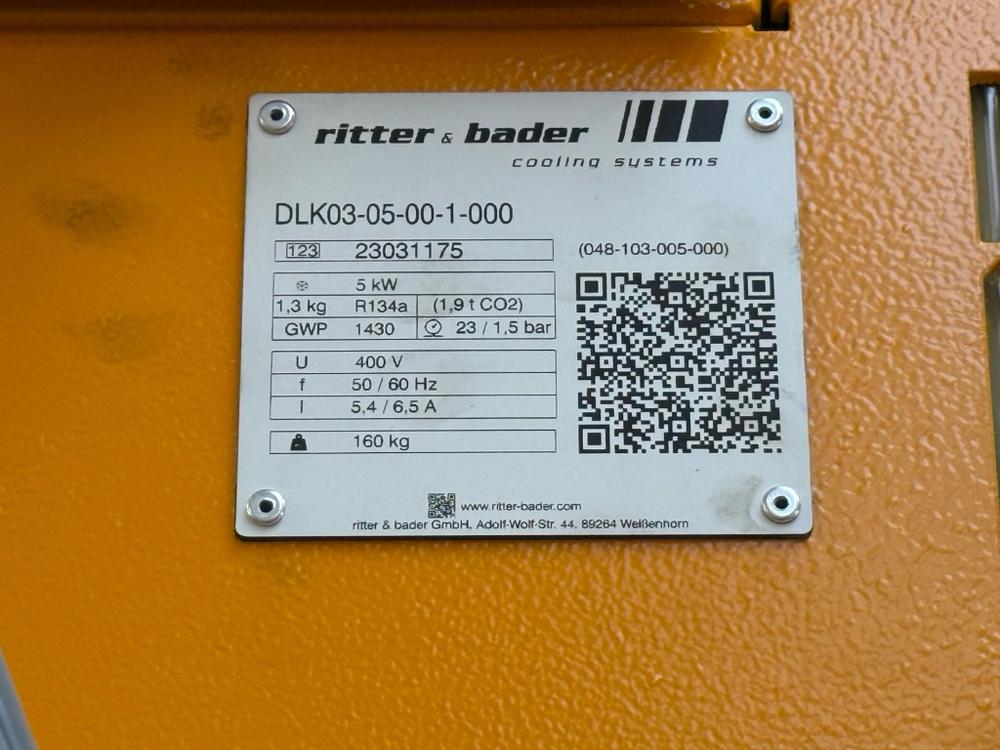 ritter & bader
cooling systems
DLK03-05-00-1-000
123 23031175 (048-103-005-000)
5 kW
1,3 kg R134a (1,9 t CO2)
GWP 1430 23 / 1,5 bar
U 400 V
f 50 / 60 Hz
I 5,4 / 6,5 A
160 kg
www.ritter-bader.com
ritter & bader GmbH, Adolf-Wolf-Str. 44, 89264 Weißenhorn